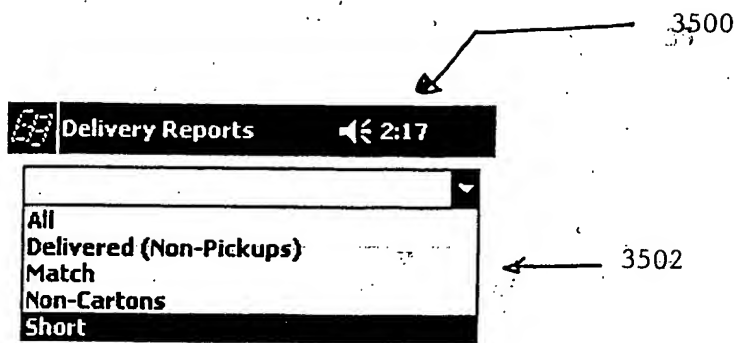 3500
Delivery Reports 2:17
All
Delivered (Non-Pickups)
Match
Non-Cartons
Short
3502